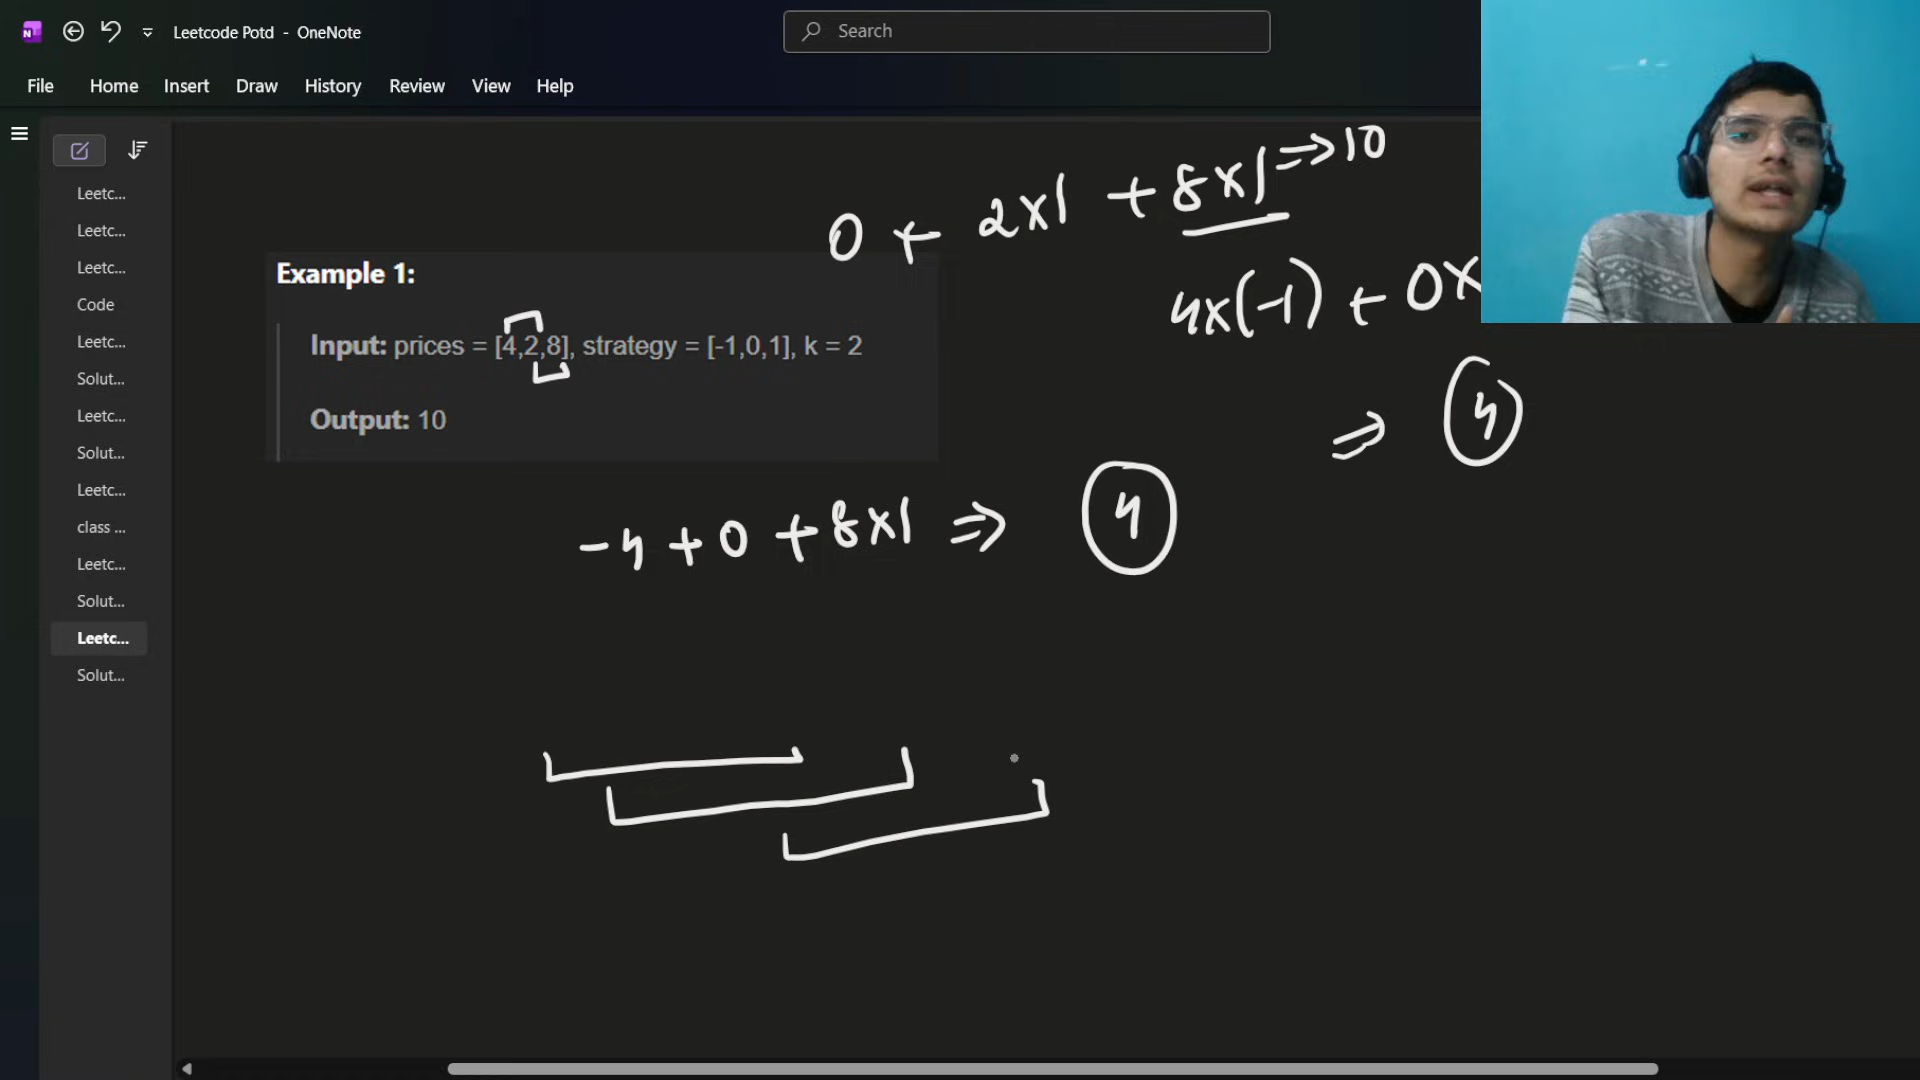 Leetcode Potd - OneNote
Search
File Home Insert Draw History View Help
Leetc...
Leetc...
Leetc...
Code
Leetc...
Solut...
Leetc...
Solut...
Leetc...
class ...
Leetc...
Solut...
Leetc...
Solut...
0 + 2x1 + 8x1 => 10
4x(-1) + 0x
=> 4
Example 1:
Input: prices = [4,2,8], strategy = [-1,0,1], k = 2
Output: 10
-4 + 0 + 8x1 => 4